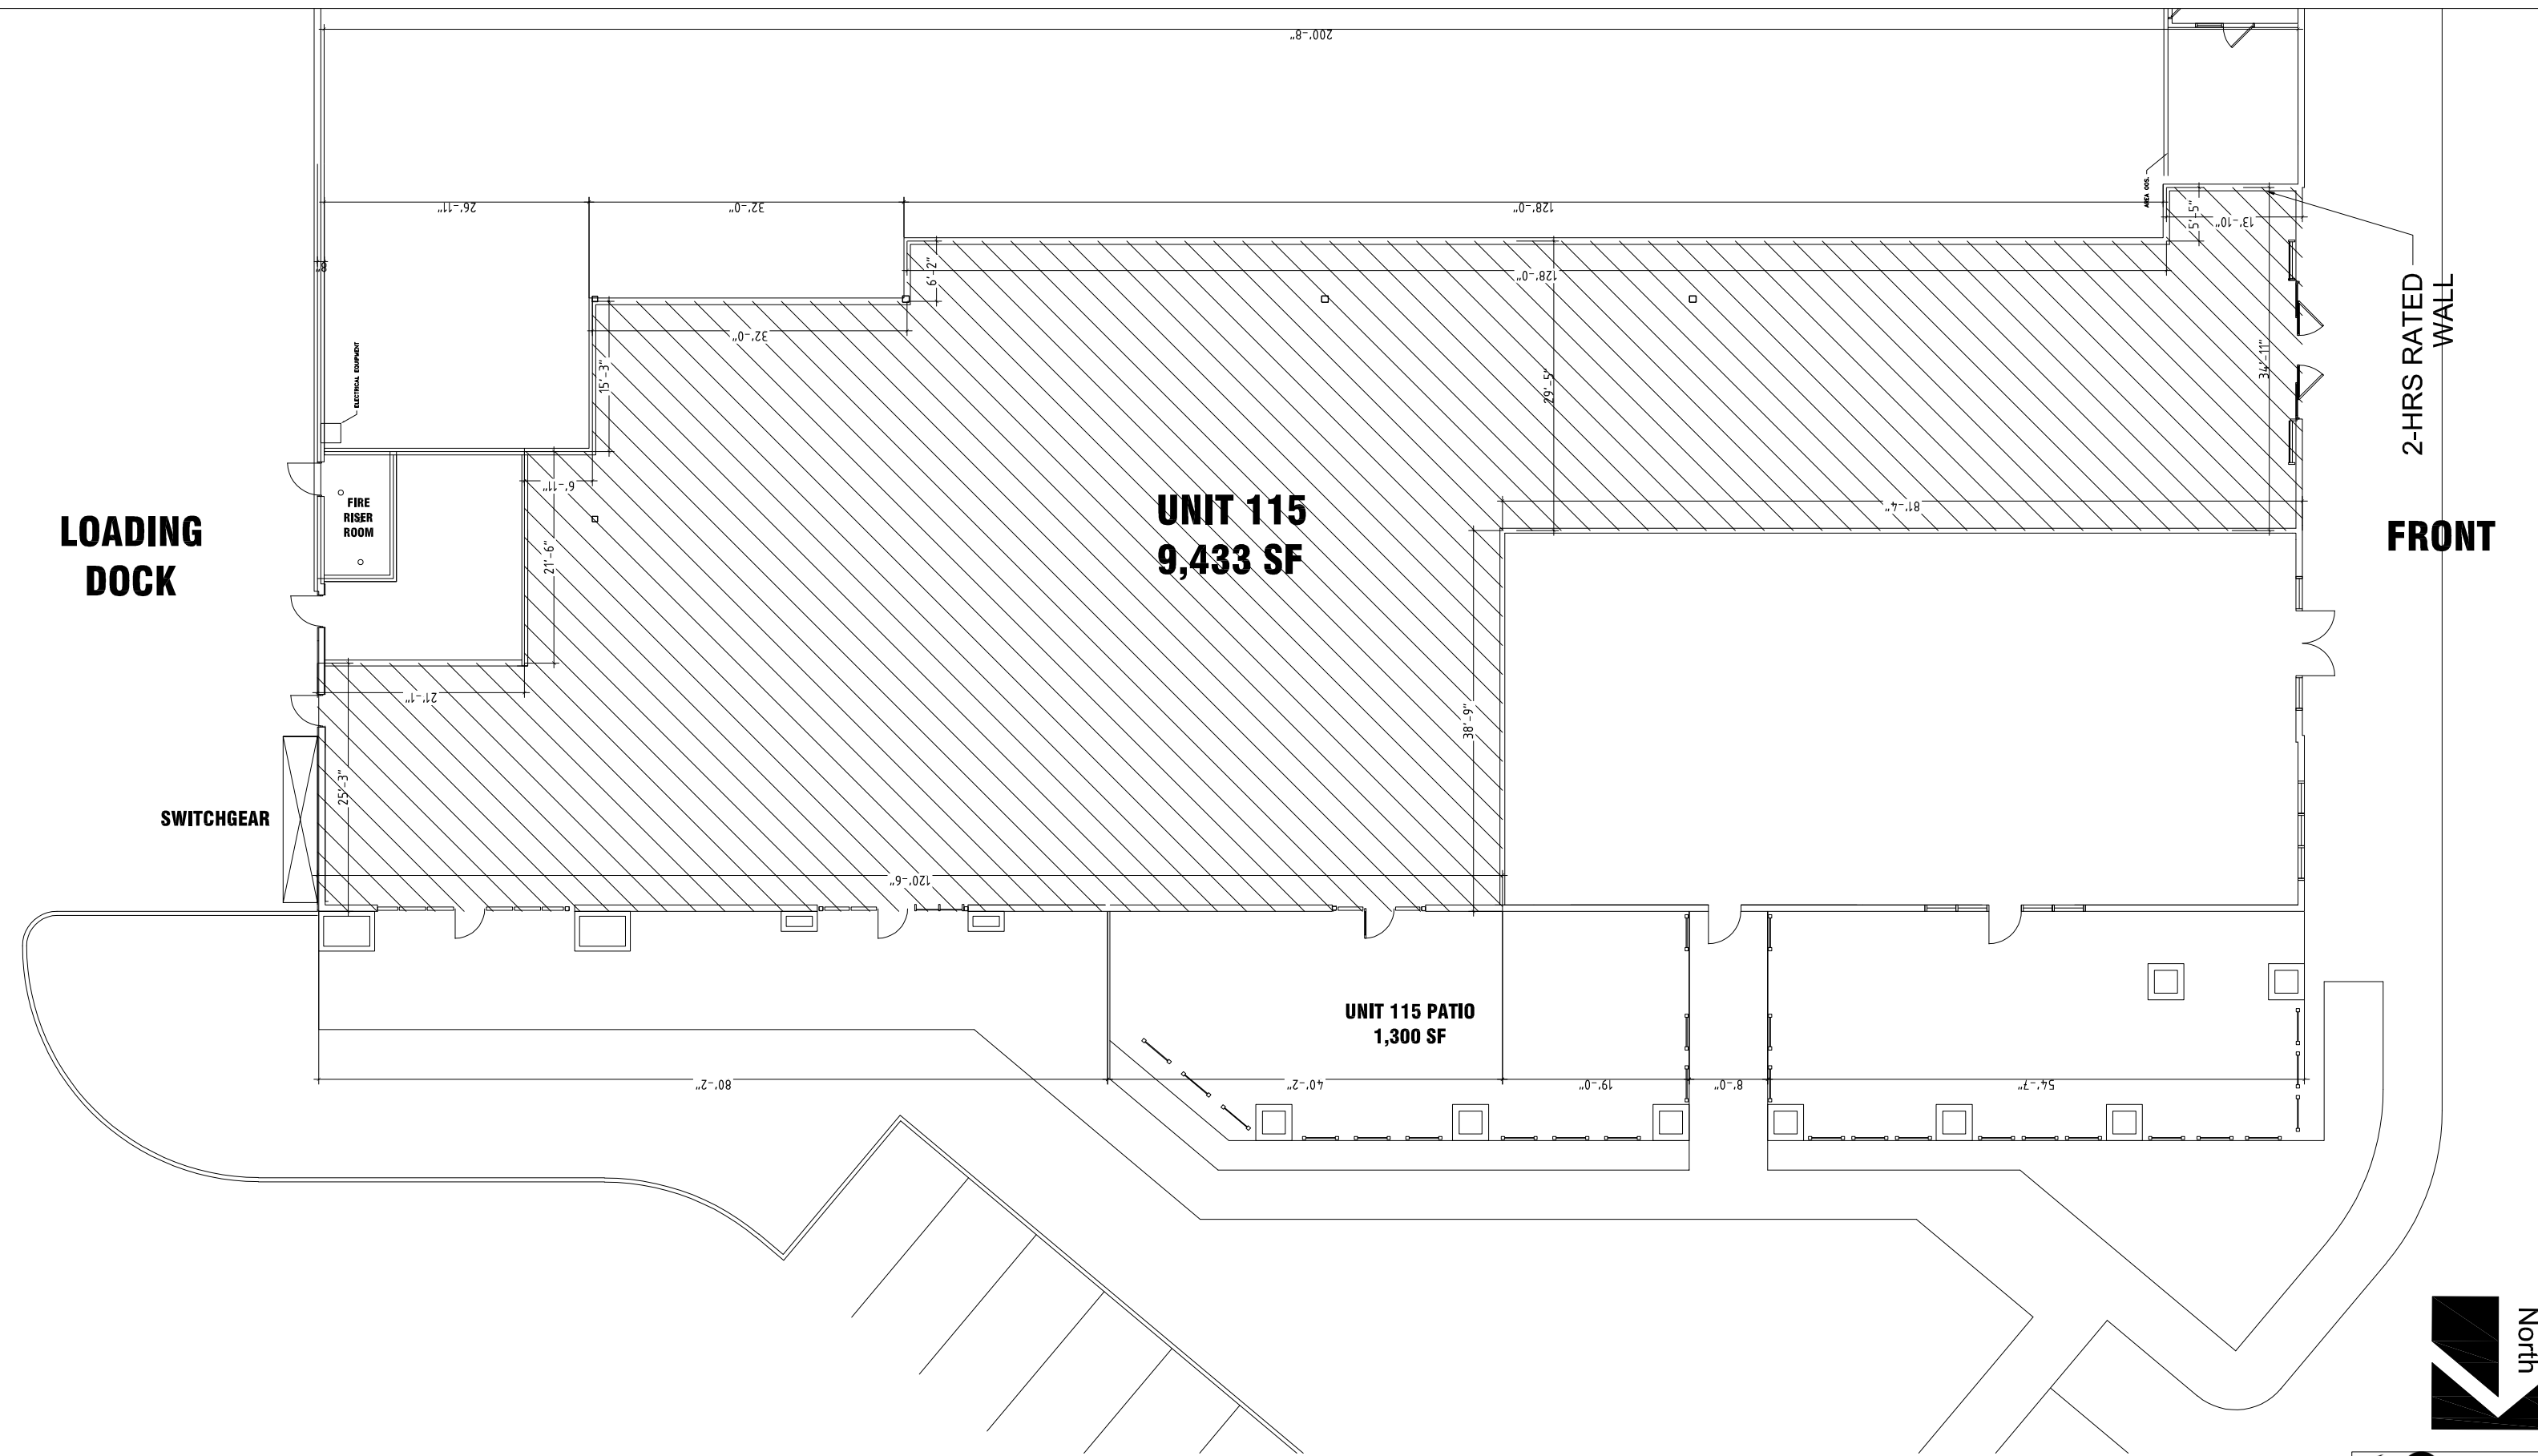 200'-8"
26'-11"
32'-0"
128'-0"
AREA OOS.
5'-5"
13'-10"
8"
6'-2"
128'-0"
32'-0"
15'-3"
29'-5"
34'-11"
2-HRS RATED
WALL
ELECTRICAL EQUIPMENT
6'-11"
81'-4"
FIRE
RISER
ROOM
LOADING
DOCK
UNIT 115
9,433 SF
FRONT
21'-6"
21'-1"
38'-9"
25'-3"
SWITCHGEAR
120'-6"
UNIT 115 PATIO
1,300 SF
80'-2"
40'-2"
19'-0"
8'-0"
54'-7"
North